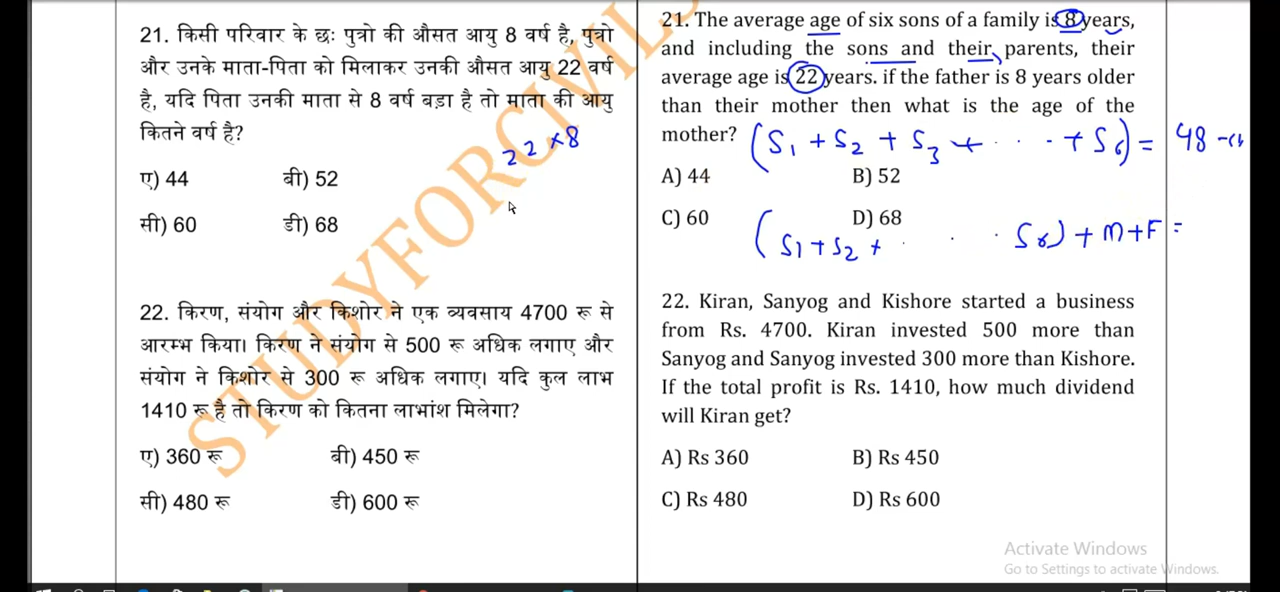 21. किसी परिवार के छः पुत्रो की औसत आयु 8 वर्ष है, पुत्रो
और उनके माता-पिता को मिलाकर उनकी औसत आयु 22 वर्ष
है, यदि पिता उनकी माता से 8 वर्ष बड़ा है तो माता की आयु
कितने वर्ष है?
22 × 8
ए) 44 बी) 52
सी) 60 डी) 68
22. किरण, संयोग और किशोर ने एक व्यवसाय 4700 रू से
आरम्भ किया। किरण ने संयोग से 500 रू अधिक लगाए और
संयोग ने किशोर से 300 रू अधिक लगाए। यदि कुल लाभ
1410 रू है तो किरण को कितना लाभांश मिलेगा?
ए) 360 रू बी) 450 रू
सी) 480 रू डी) 600 रू
STUDYFORCIVILS
21. The average age of six sons of a family is 8 years,
and including the sons and their parents, their
average age is 22 years. if the father is 8 years older
than their mother then what is the age of the
mother? (S1 + S2 + S3 + . . . + S6) = 48
A) 44 B) 52
C) 60 D) 68
(S1 + S2 + . . . S6) + M + F =
22. Kiran, Sanyog and Kishore started a business
from Rs. 4700. Kiran invested 500 more than
Sanyog and Sanyog invested 300 more than Kishore.
If the total profit is Rs. 1410, how much dividend
will Kiran get?
A) Rs 360 B) Rs 450
C) Rs 480 D) Rs 600
Activate Windows
Go to Settings to activate Windows.